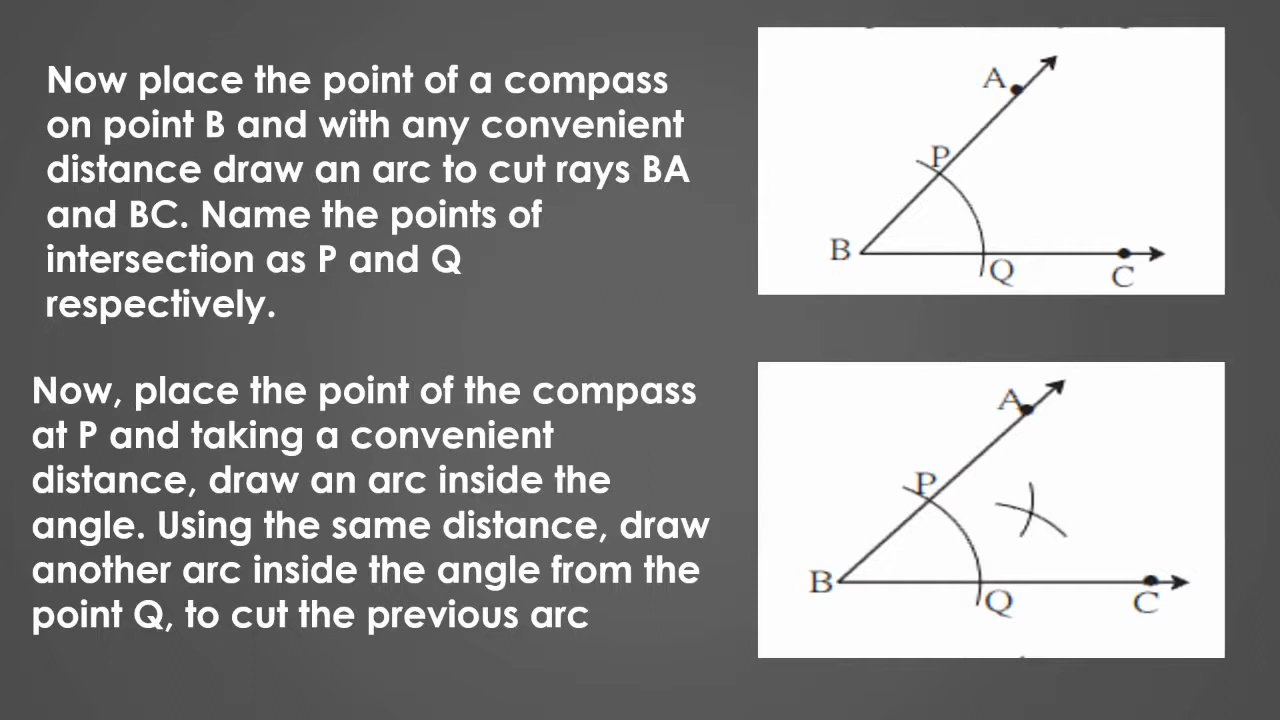 Now place the point of a compass
on point B and with any convenient
distance draw an arc to cut rays BA
and BC. Name the points of
intersection as P and Q
respectively.
A
P
B
Q
C
Now, place the point of the compass
at P and taking a convenient
distance, draw an arc inside the
angle. Using the same distance, draw
another arc inside the angle from the
point Q, to cut the previous arc
A
P
B
Q
C